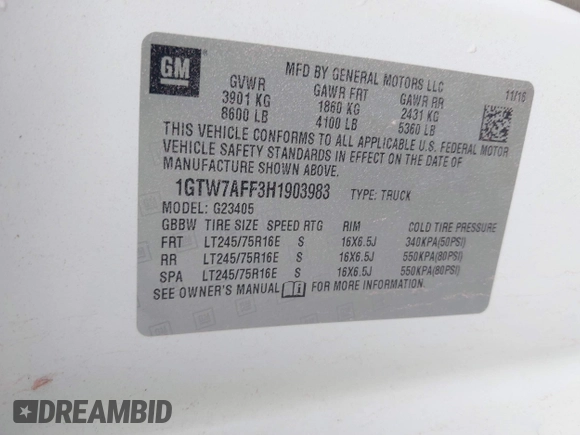 GM
MFD BY GENERAL MOTORS LLC
11/16
GVWR GAWR FRT GAWR RR
3901 KG 1860 KG 2431 KG
8600 LB 4100 LB 5360 LB
THIS VEHICLE CONFORMS TO ALL APPLICABLE U.S. FEDERAL MOTOR
VEHICLE SAFETY STANDARDS IN EFFECT ON THE DATE OF
MANUFACTURE SHOWN ABOVE.
1GTW7AFF3H1903983 TYPE: TRUCK
MODEL: G23405
GBBW TIRE SIZE SPEED RTG RIM COLD TIRE PRESSURE
FRT LT245/75R16E S 16X6.5J 340KPA(50PSI)
RR LT245/75R16E S 16X6.5J 550KPA(80PSI)
SPA LT245/75R16E S 16X6.5J 550KPA(80PSI)
SEE OWNER'S MANUAL i FOR MORE INFORMATION.
DREAMBID